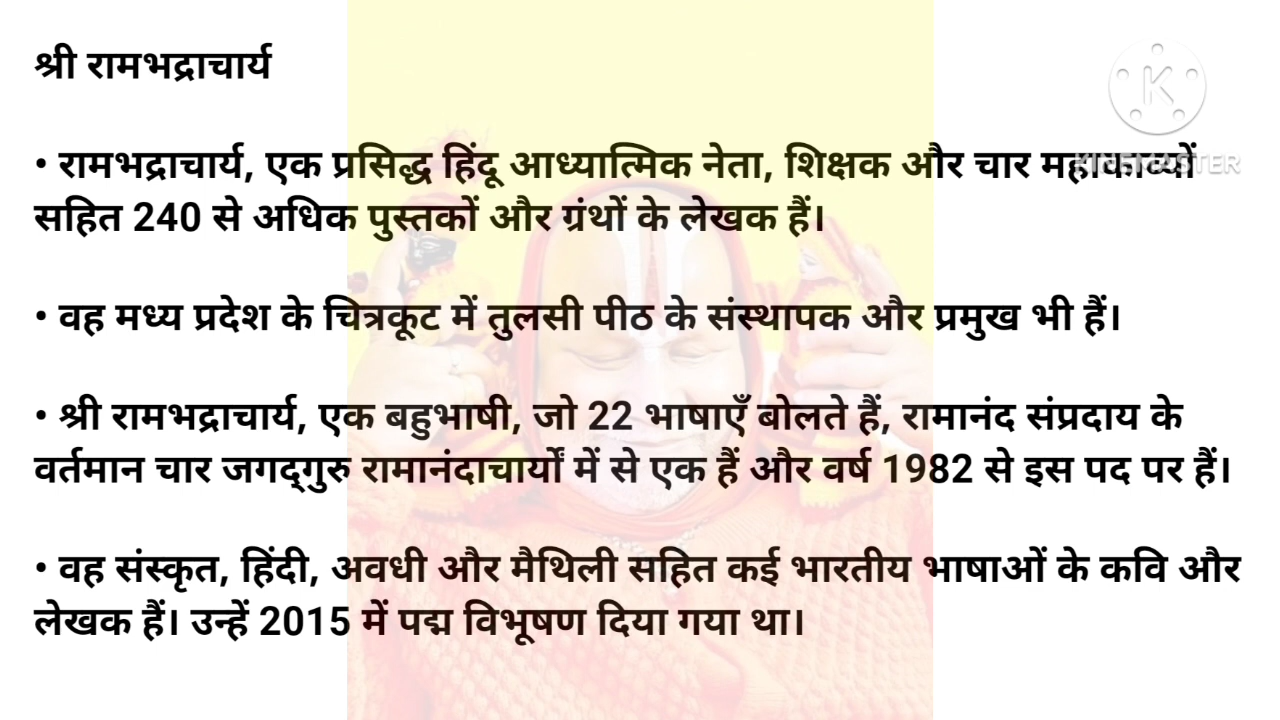 श्री रामभद्राचार्य
• रामभद्राचार्य, एक प्रसिद्ध हिंदू आध्यात्मिक नेता, शिक्षक और चार महाकाव्यों
सहित 240 से अधिक पुस्तकों और ग्रंथों के लेखक हैं।
• वह मध्य प्रदेश के चित्रकूट में तुलसी पीठ के संस्थापक और प्रमुख भी हैं।
• श्री रामभद्राचार्य, एक बहुभाषी, जो 22 भाषाएँ बोलते हैं, रामानंद संप्रदाय के
वर्तमान चार जगद्‌गुरु रामानंदाचार्यों में से एक हैं और वर्ष 1982 से इस पद पर हैं।
• वह संस्कृत, हिंदी, अवधी और मैथिली सहित कई भारतीय भाषाओं के कवि और
लेखक हैं। उन्हें 2015 में पद्म विभूषण दिया गया था।
K
KINEMASTER